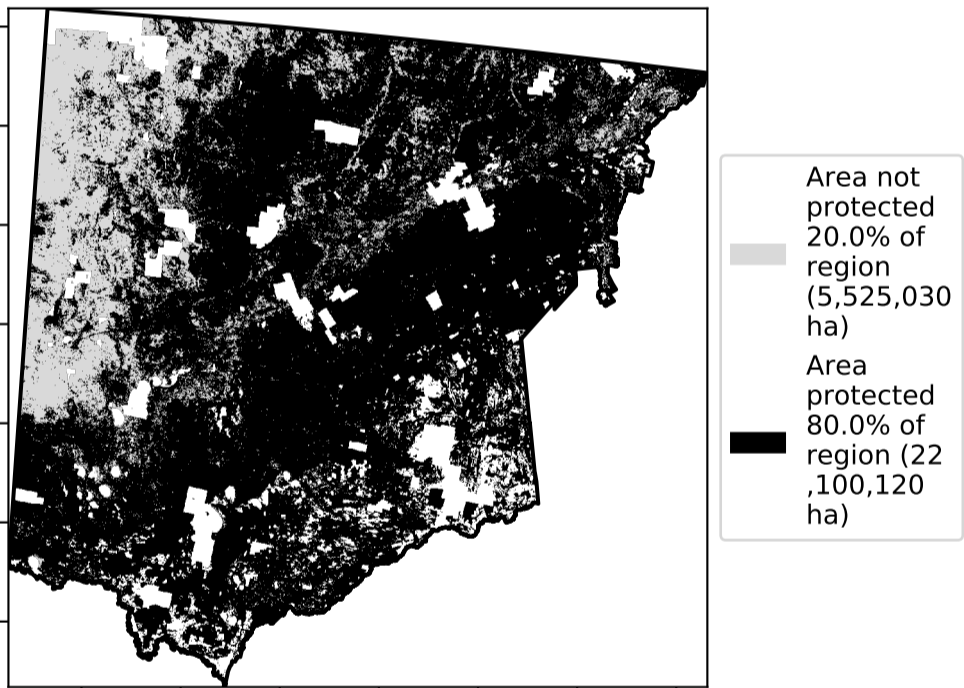 Area not
protected
20.0% of
region
(5,525,030
ha)
Area
protected
80.0% of
region (22
,100,120
ha)